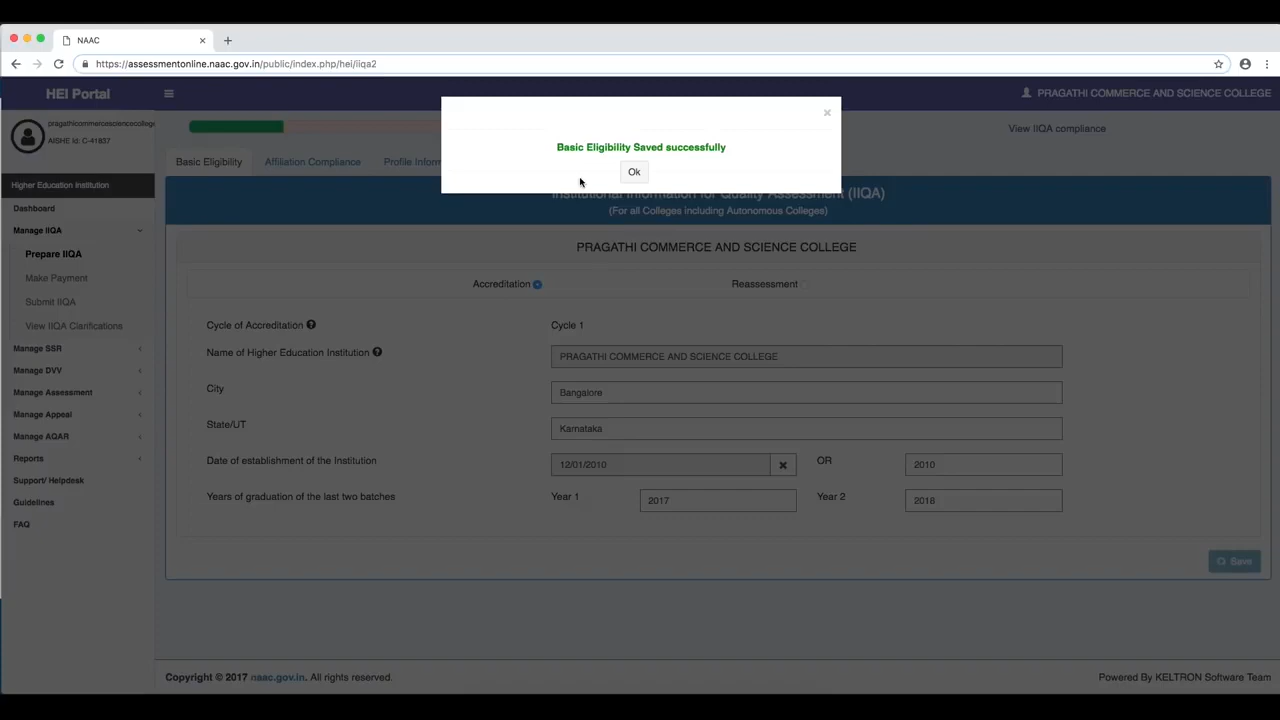 NAAC
https://assessmentonline.naac.gov.in/public/index.php/hei/iiqa2
HEI Portal
PRAGATHI COMMERCE AND SCIENCE COLLEGE
pragathicommercesciencecollege
AISHE Id: C-41837
View IIQA compliance
Basic Eligibility Saved successfully
Ok
Basic Eligibility
Affiliation Compliance
Profile Inform
Institutional Information for Quality Assessment (IIQA)
(For all Colleges including Autonomous Colleges)
Higher Education Institution
Dashboard
Manage IIQA
Prepare IIQA
Make Payment
Submit IIQA
View IIQA Clarifications
Manage SSR
Manage DVV
Manage Assessment
Manage Appeal
Manage AQAR
Reports
Support/ Helpdesk
Guidelines
FAQ
PRAGATHI COMMERCE AND SCIENCE COLLEGE
Accreditation
Reassessment
Cycle of Accreditation
Cycle 1
Name of Higher Education Institution
PRAGATHI COMMERCE AND SCIENCE COLLEGE
City
Bangalore
State/UT
Karnataka
Date of establishment of the Institution
12/01/2010
OR
2010
Years of graduation of the last two batches
Year 1
2017
Year 2
2018
Save
Copyright © 2017 naac.gov.in. All rights reserved.
Powered By KELTRON Software Team